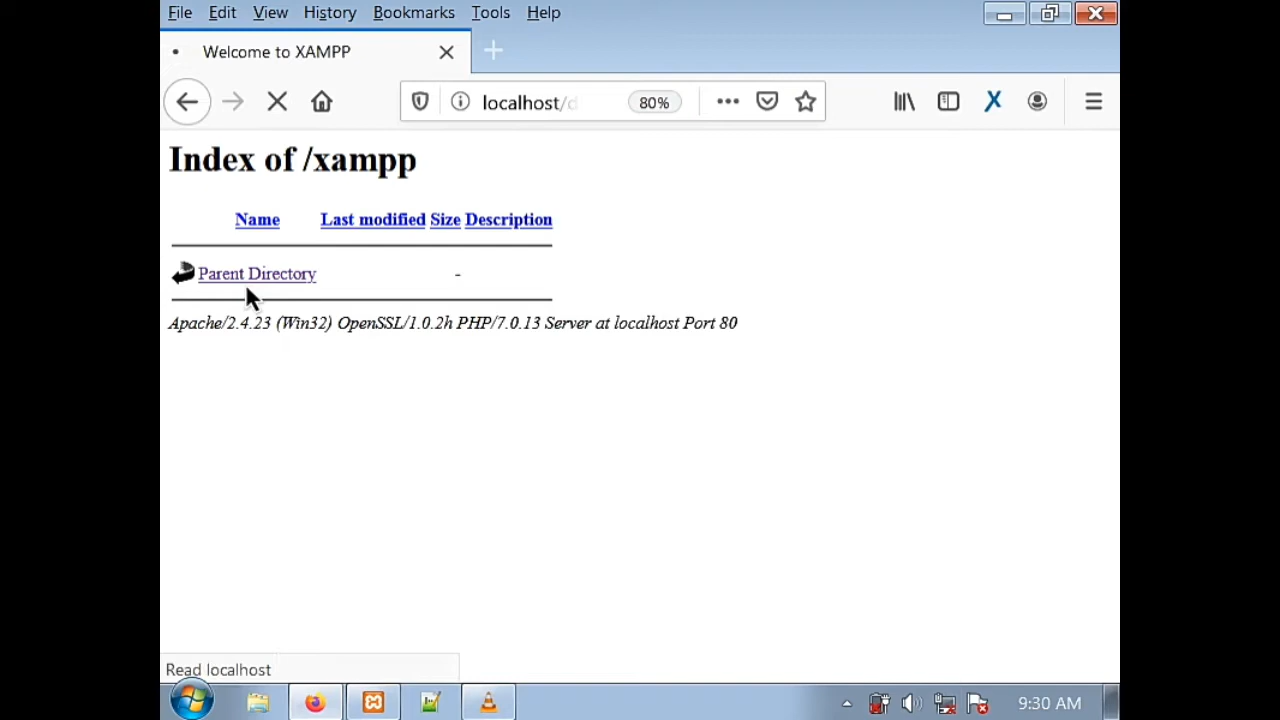 File Edit View History Bookmarks Tools Help
Welcome to XAMPP
localhost/d 80%
Index of /xampp
Name Last modified Size Description
Parent Directory -
Apache/2.4.23 (Win32) OpenSSL/1.0.2h PHP/7.0.13 Server at localhost Port 80
Read localhost
9:30 AM